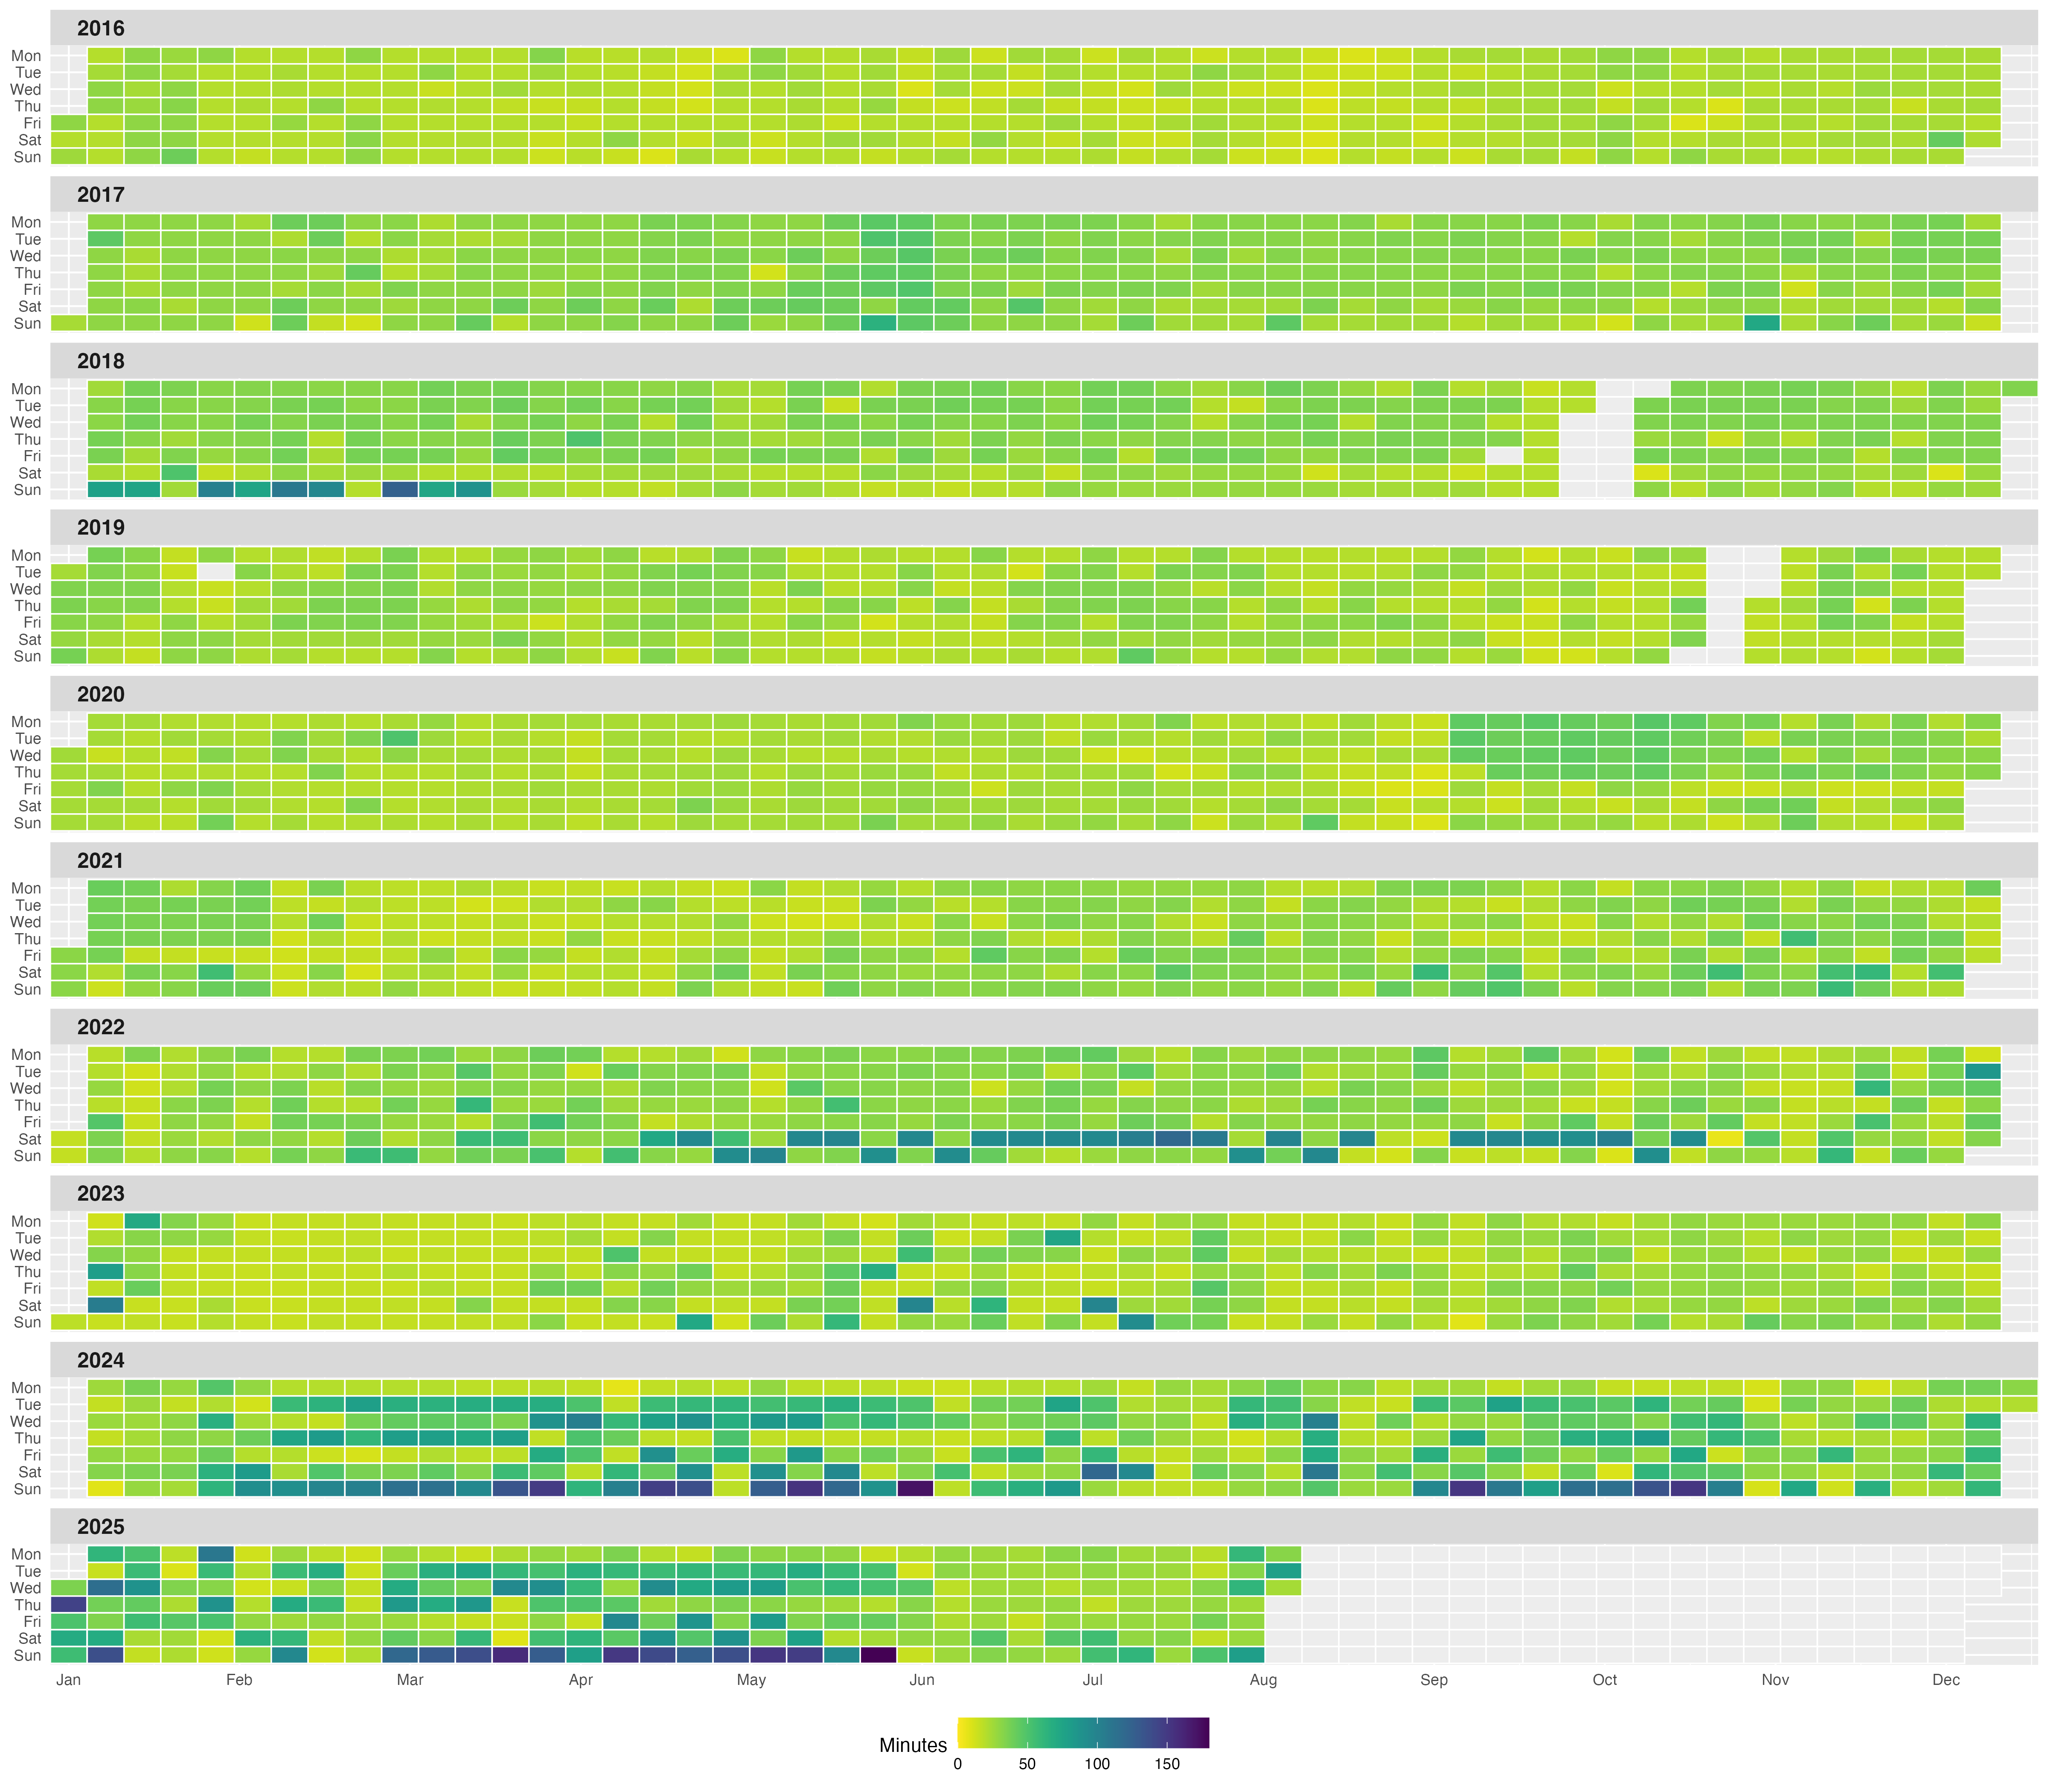 2016
Mon
Tue
Wed
Thu
Fri
Sat
Sun
2017
Mon
Tue
Wed
Thu
Fri
Sat
Sun
2018
Mon
Tue
Wed
Thu
Fri
Sat
Sun
2019
Mon
Tue
Wed
Thu
Fri
Sat
Sun
2020
Mon
Tue
Wed
Thu
Fri
Sat
Sun
2021
Mon
Tue
Wed
Thu
Fri
Sat
Sun
2022
Mon
Tue
Wed
Thu
Fri
Sat
Sun
2023
Mon
Tue
Wed
Thu
Fri
Sat
Sun
2024
Mon
Tue
Wed
Thu
Fri
Sat
Sun
2025
Mon
Tue
Wed
Thu
Fri
Sat
Sun
Jan Feb Mar Apr May Jun Jul Aug Sep Oct Nov Dec
Minutes
0 50 100 150